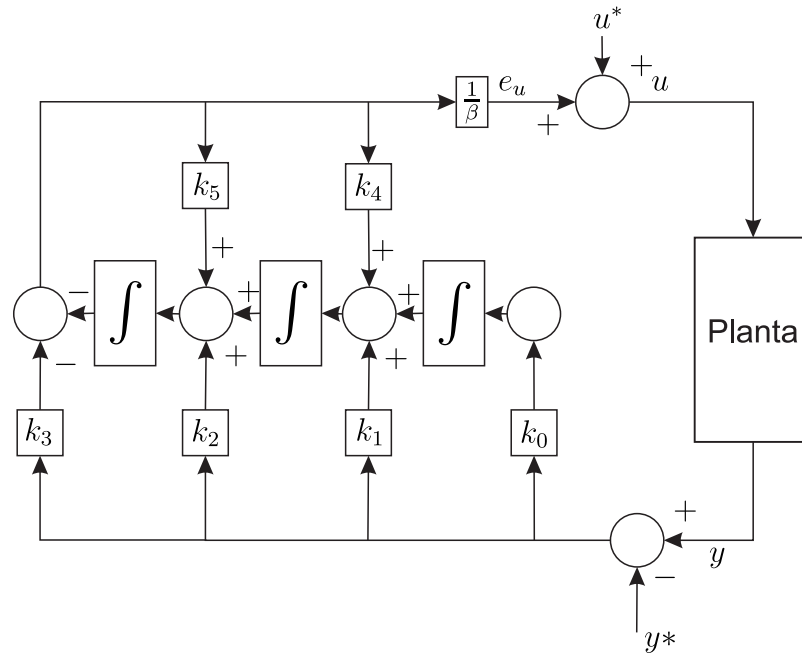 u*
+
u
1/β
e_u
+
k₅
k₄
+
+
−
∫
+
∫
+
∫
−
+
+
Planta
k₃
k₂
k₁
k₀
+
y
−
y*